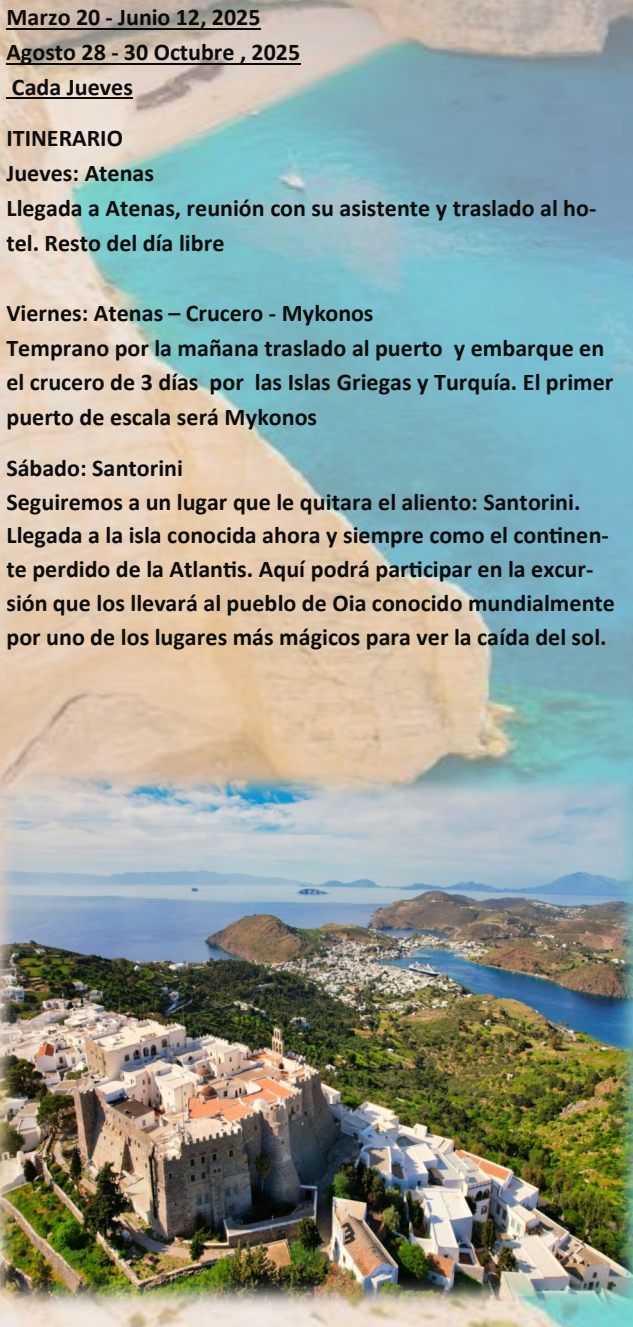 Marzo 20 - Junio 12, 2025
Agosto 28 - 30 Octubre , 2025
Cada Jueves
ITINERARIO
Jueves: Atenas
Llegada a Atenas, reunión con su asistente y traslado al ho-
tel. Resto del día libre
Viernes: Atenas – Crucero - Mykonos
Temprano por la mañana traslado al puerto  y embarque en
el crucero de 3 días  por  las Islas Griegas y Turquía. El primer
puerto de escala será Mykonos
Sábado: Santorini
Seguiremos a un lugar que le quitara el aliento: Santorini.
Llegada a la isla conocida ahora y siempre como el continen-
te perdido de la Atlantis. Aquí podrá participar en la excur-
sión que los llevará al pueblo de Oia conocido mundialmente
por uno de los lugares más mágicos para ver la caída del sol.